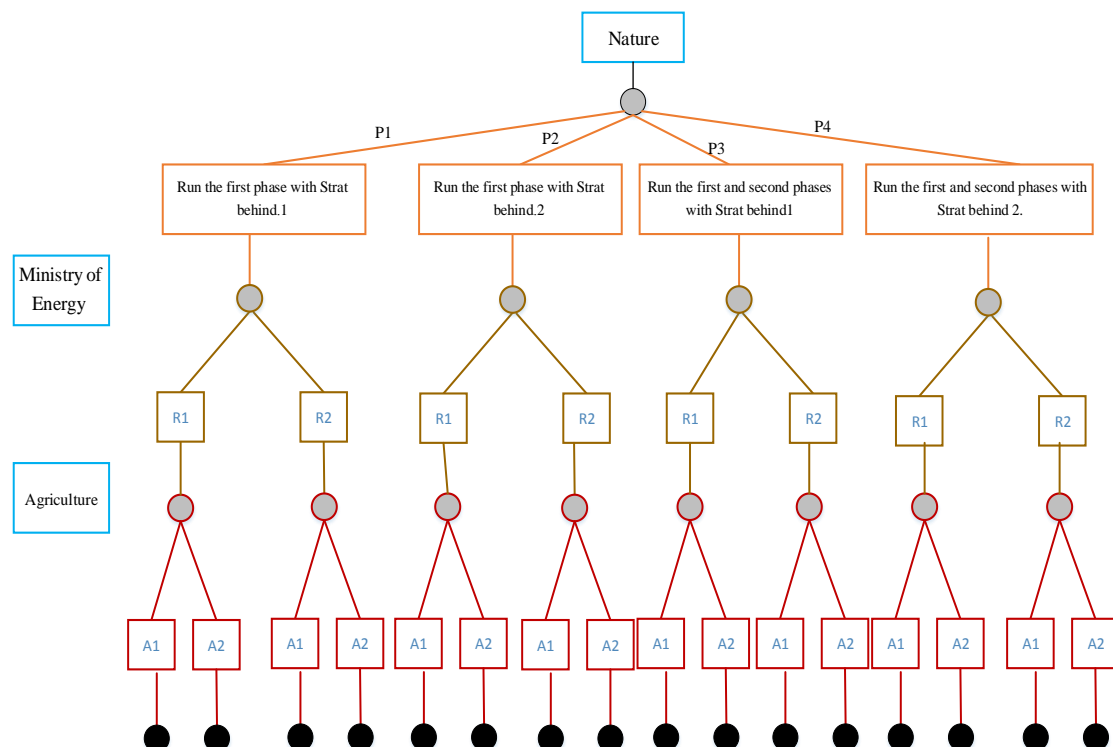 Nature
P1
P2
P3
P4
Run the first phase with Strat
behind.1
Run the first phase with Strat
behind.2
Run the first and second phases
with Strat behind1
Run the first and second phases with
Strat behind 2.
Ministry of
Energy
R1
R2
R1
R2
R1
R2
R1
R2
Agriculture
A1
A2
A1
A2
A1
A2
A1
A2
A1
A2
A1
A2
A1
A2
A1
A2